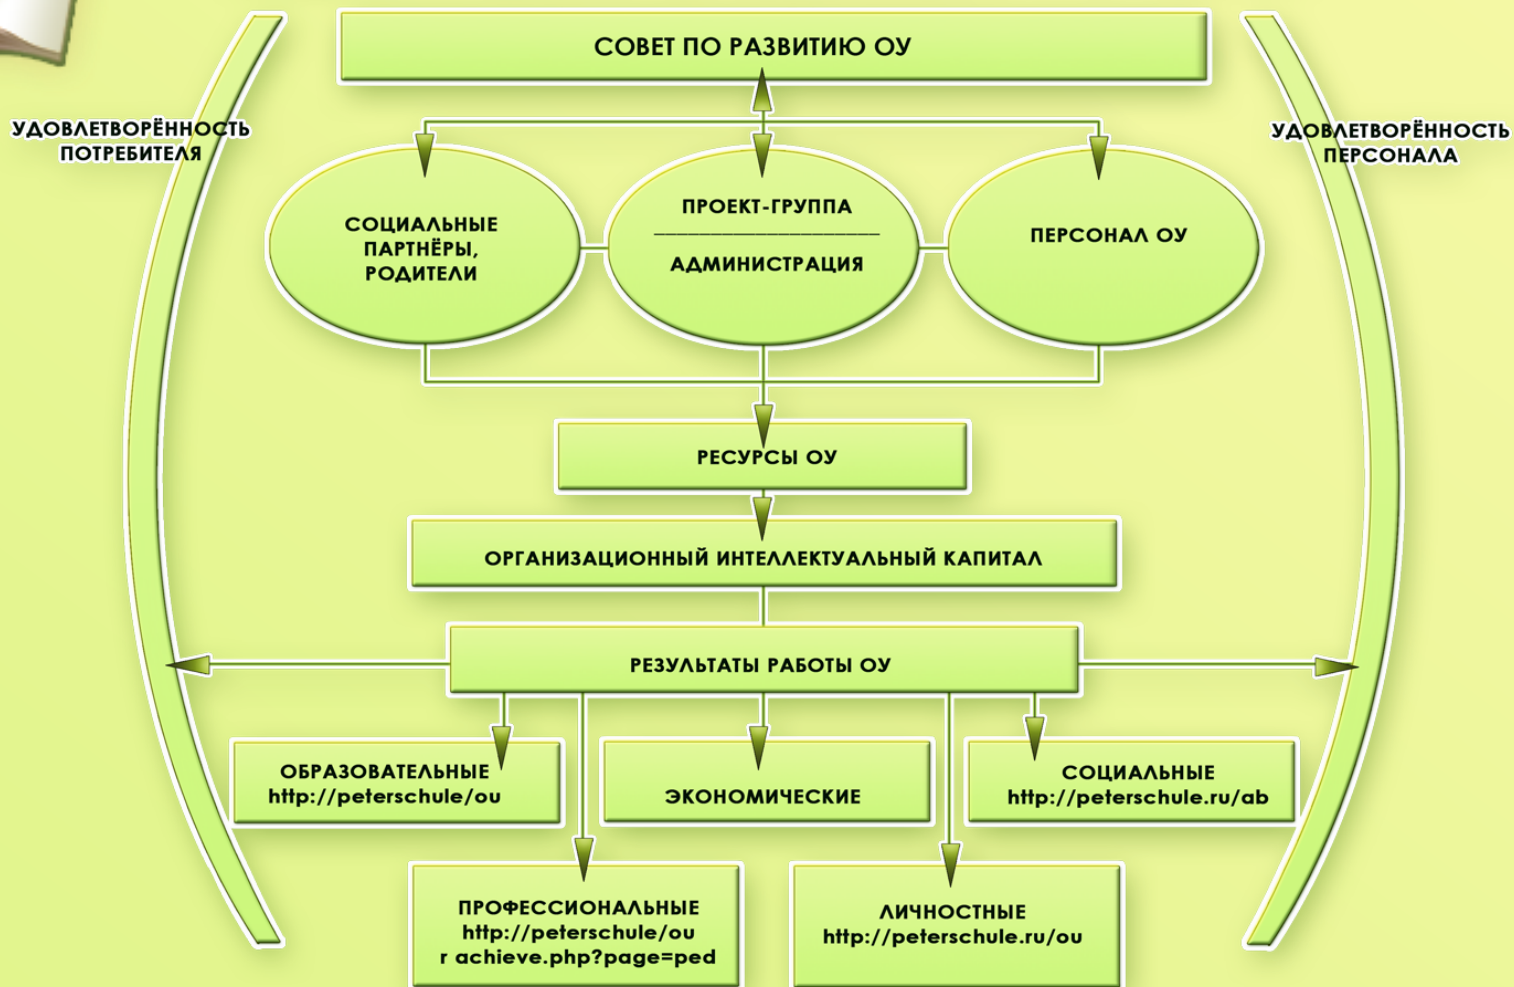 СОВЕТ ПО РАЗВИТИЮ ОУ
УДОВЛЕТВОРЁННОСТЬ
ПОТРЕБИТЕЛЯ
УДОВЛЕТВОРЁННОСТЬ
ПЕРСОНАЛА
СОЦИАЛЬНЫЕ
ПАРТНЁРЫ,
РОДИТЕЛИ
ПРОЕКТ-ГРУППА
АДМИНИСТРАЦИЯ
ПЕРСОНАЛ ОУ
РЕСУРСЫ ОУ
ОРГАНИЗАЦИОННЫЙ ИНТЕЛЛЕКТУАЛЬНЫЙ КАПИТАЛ
РЕЗУЛЬТАТЫ РАБОТЫ ОУ
ОБРАЗОВАТЕЛЬНЫЕ
http://peterschule/ou
ЭКОНОМИЧЕСКИЕ
СОЦИАЛЬНЫЕ
http://peterschule.ru/ab
ПРОФЕССИОНАЛЬНЫЕ
http://peterschule/ou
r achieve.php?page=ped
ЛИЧНОСТНЫЕ
http://peterschule.ru/ou